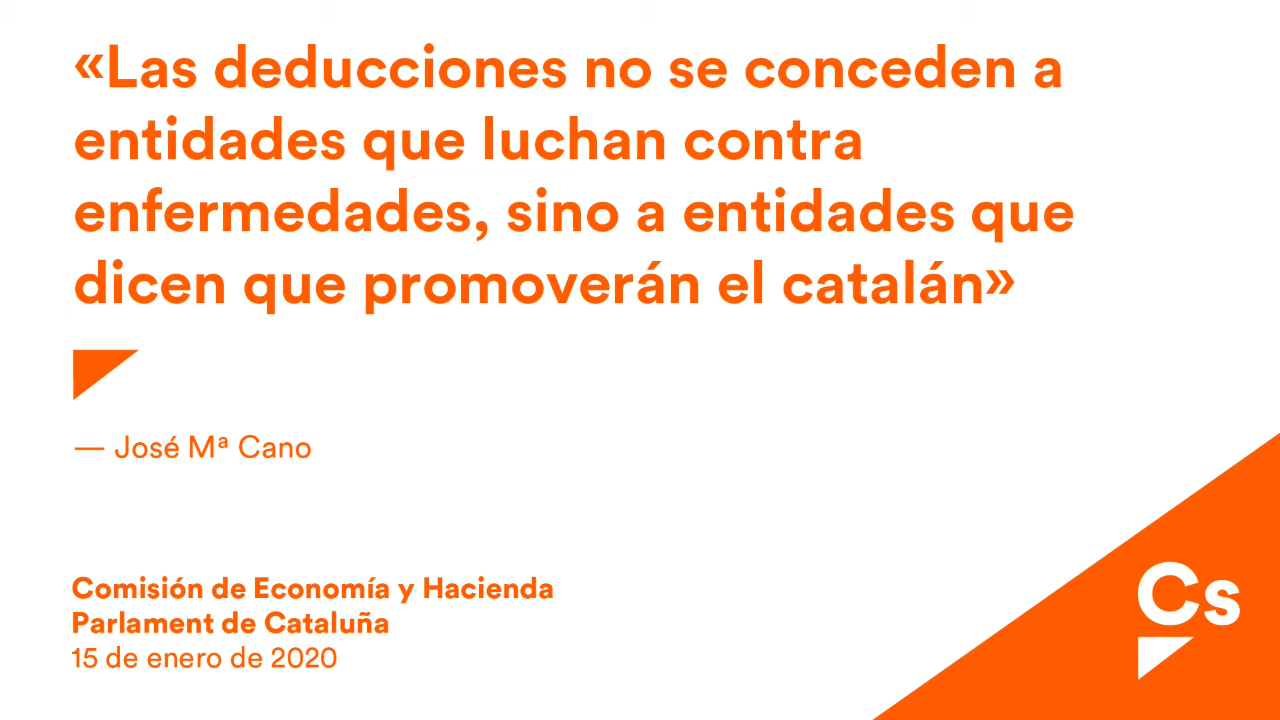 «Las deducciones no se conceden a
entidades que luchan contra
enfermedades, sino a entidades que
dicen que promoverán el catalán»
— José Mª Cano
Comisión de Economía y Hacienda
Parlament de Cataluña
15 de enero de 2020
Cs